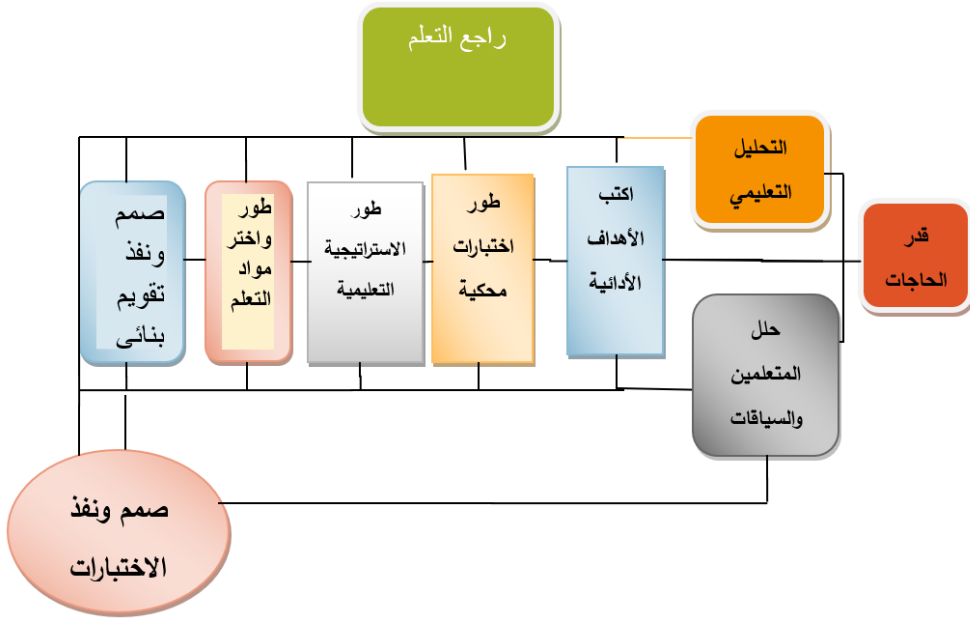 راجع التعلم
التحليل
التعليمي
قدر
الحاجات
حلل
المتعلمين
والسياقات
اكتب
الأهداف
الأدائية
طور
اختبارات
محكية
طور
الاستراتيجية
التعليمية
طور
واختر
مواد
التعلم
صمم
ونفذ
تقويم
بنائى
صمم ونفذ
الاختبارات